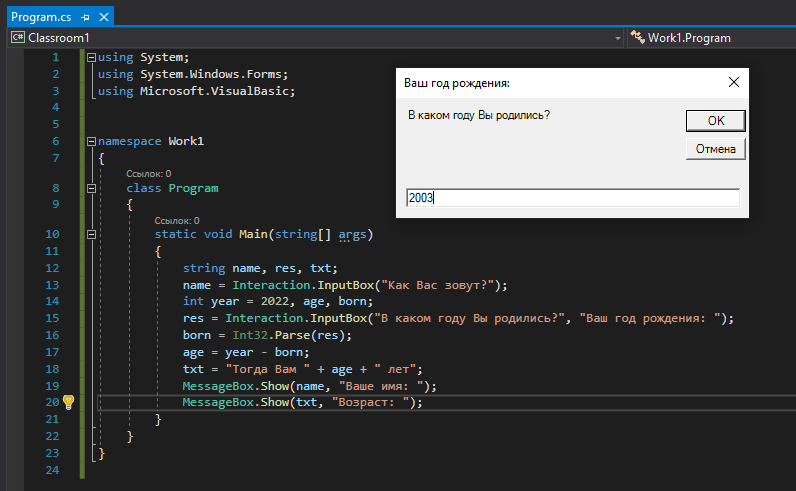 Program.cs
Classroom1
Work1.Program
1 using System;
2 using System.Windows.Forms;
3 using Microsoft.VisualBasic;
4
5
6 namespace Work1
7 {
Ссылок: 0
8 class Program
9 {
Ссылок: 0
10 static void Main(string[] args)
11 {
12 string name, res, txt;
13 name = Interaction.InputBox("Как Вас зовут?");
14 int year = 2022, age, born;
15 res = Interaction.InputBox("В каком году Вы родились?", "Ваш год рождения: ");
16 born = Int32.Parse(res);
17 age = year - born;
18 txt = "Тогда Вам " + age + " лет";
19 MessageBox.Show(name, "Ваше имя: ");
20 MessageBox.Show(txt, "Возраст: ");
21 }
22 }
23 }
24
Ваш год рождения:
В каком году Вы родились?
OK
Отмена
2003